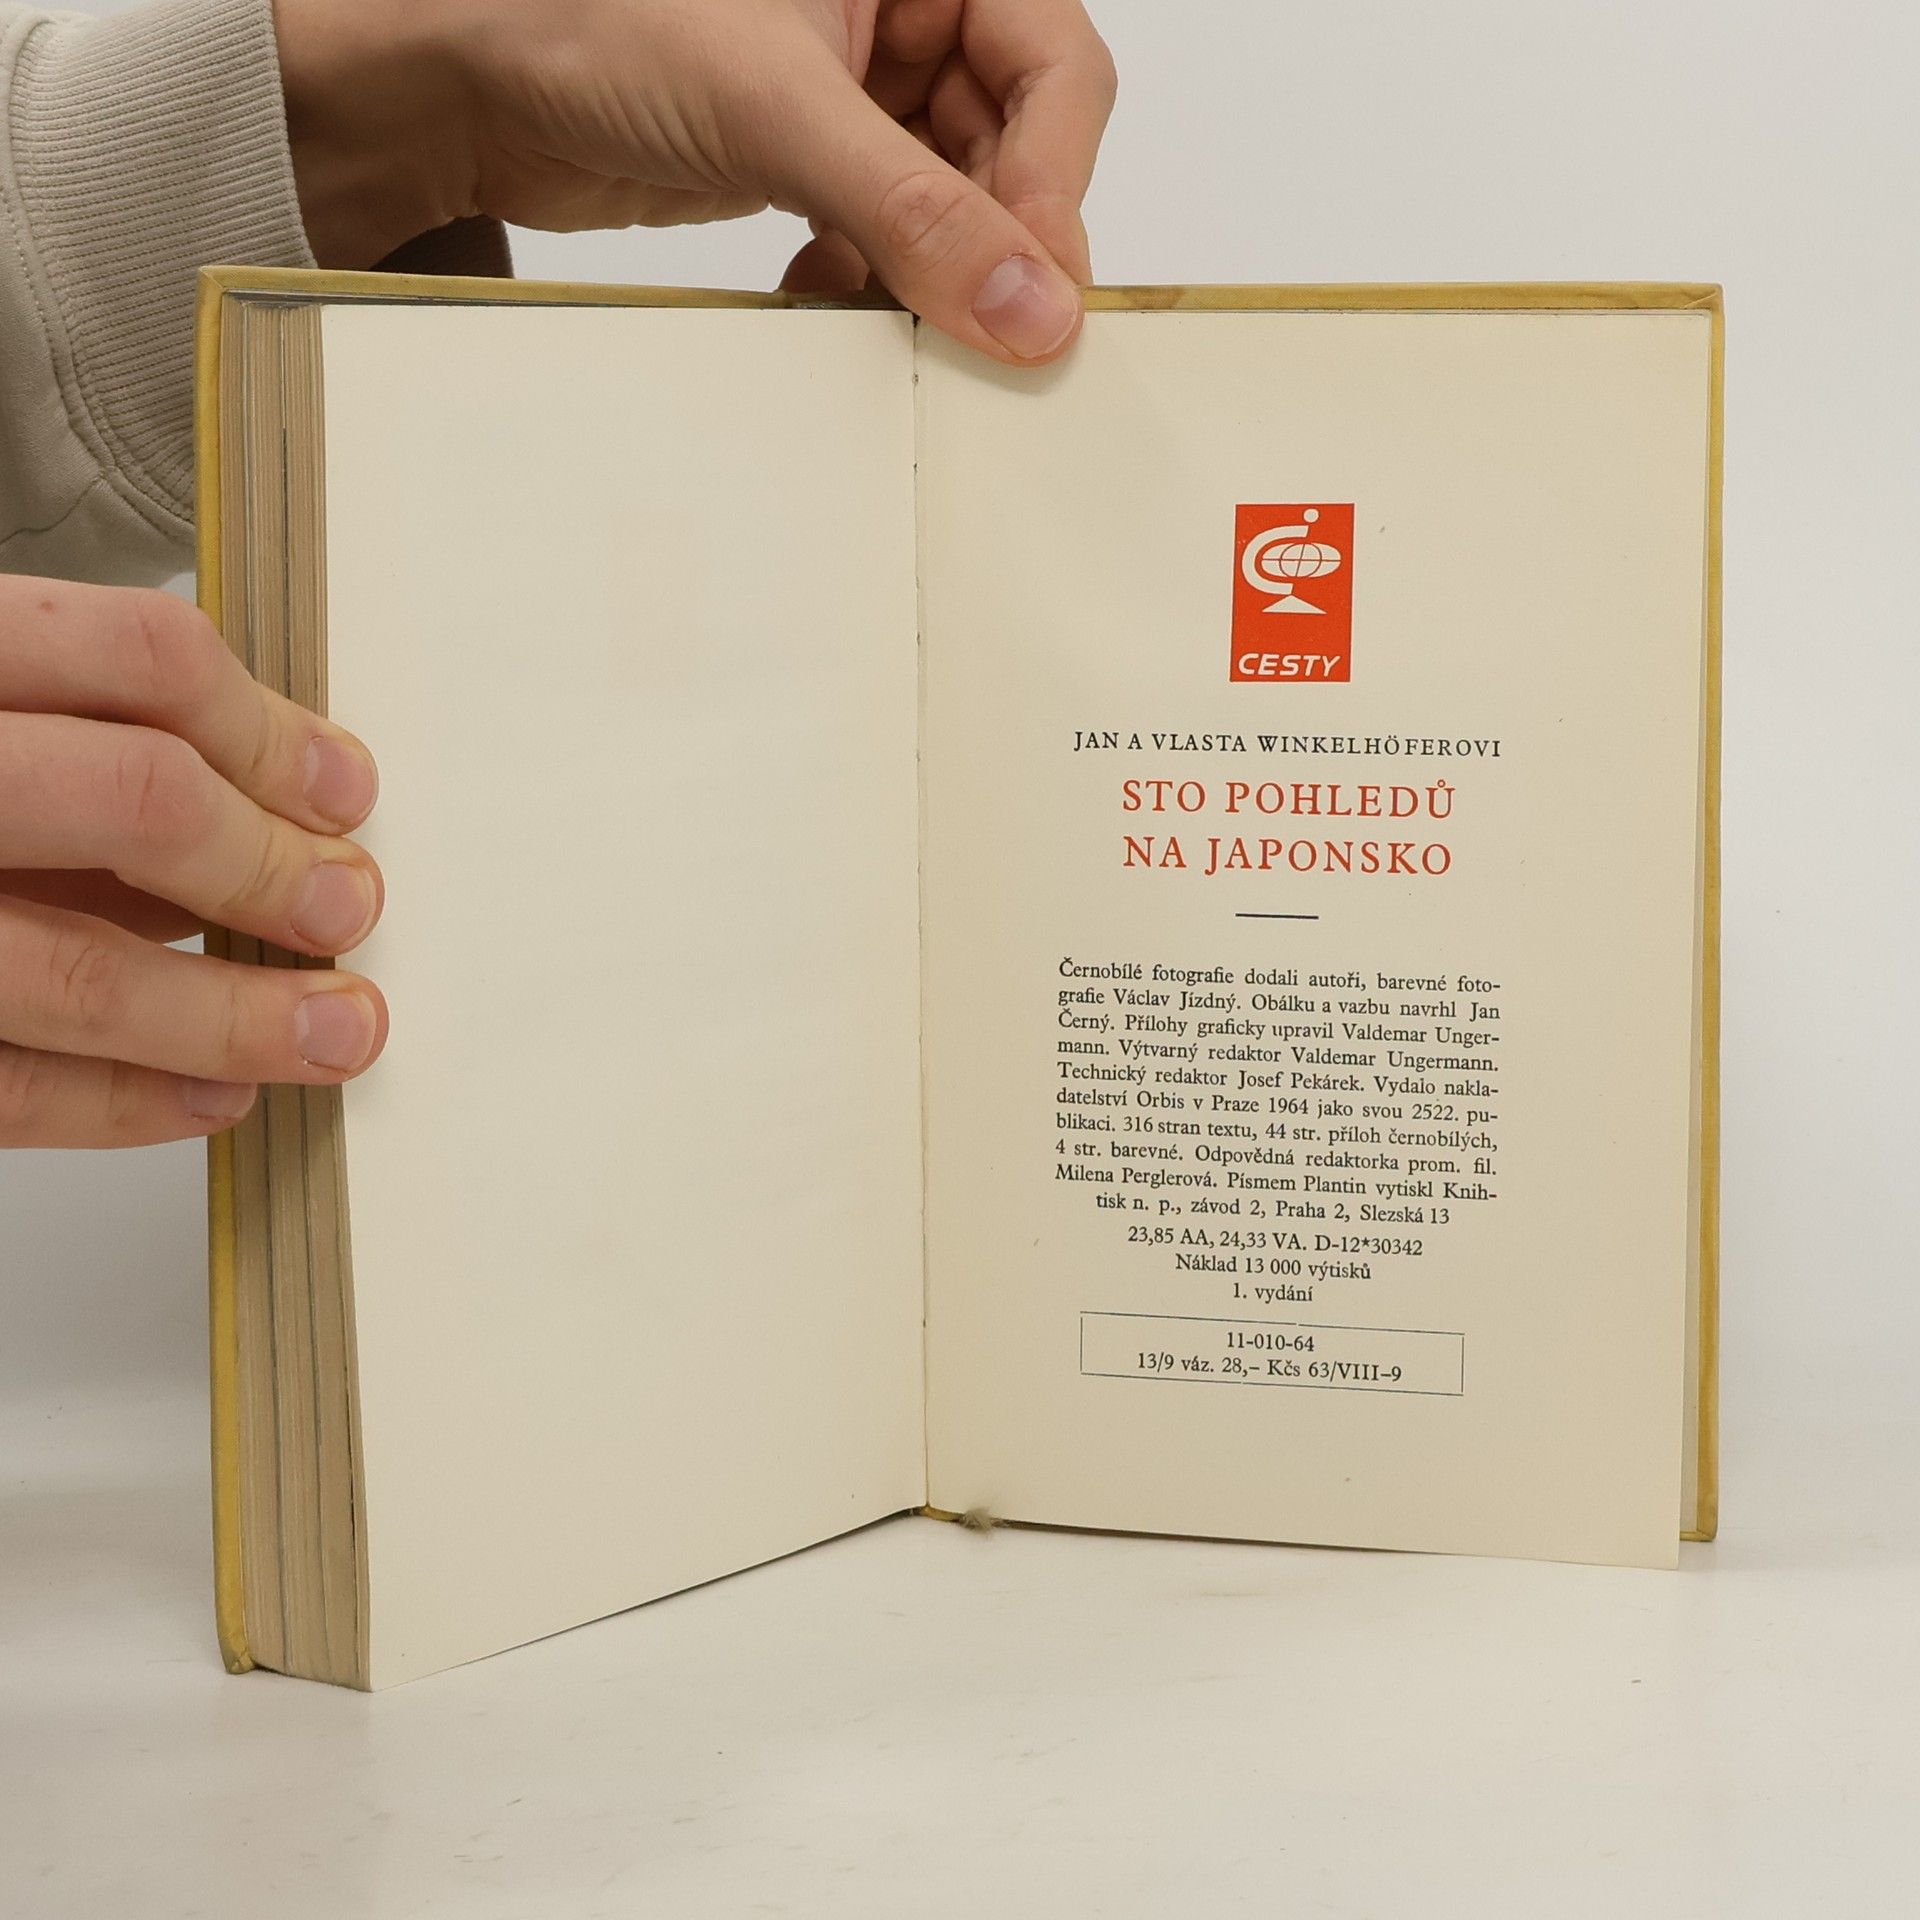 CESTY
JAN A VLASTA WINKELHÖFEROVI
STO POHLEDŮ
NA JAPONSKO
Černobílé fotografie dodali autoři, barevné foto-
grafie Václav Jízdný. Obálku a vazbu navrhl Jan
Černý. Přílohy graficky upravil Valdemar Unger-
mann. Výtvarný redaktor Valdemar Ungermann.
Technický redaktor Josef Pekárek. Vydalo nakla-
datelství Orbis v Praze 1964 jako svou 2522. pu-
blikaci. 316 stran textu, 44 str. příloh černobílých,
4 str. barevné. Odpovědná redaktorka prom. fil.
Milena Perglerová. Písmem Plantin vytiskl Knih-
tisk n. p., závod 2, Praha 2, Slezská 13
23,85 AA, 24,33 VA. D-12*30342
Náklad 13 000 výtisků
1. vydání
11-010-64
13/9 váz. 28,– Kčs 63/VIII–9